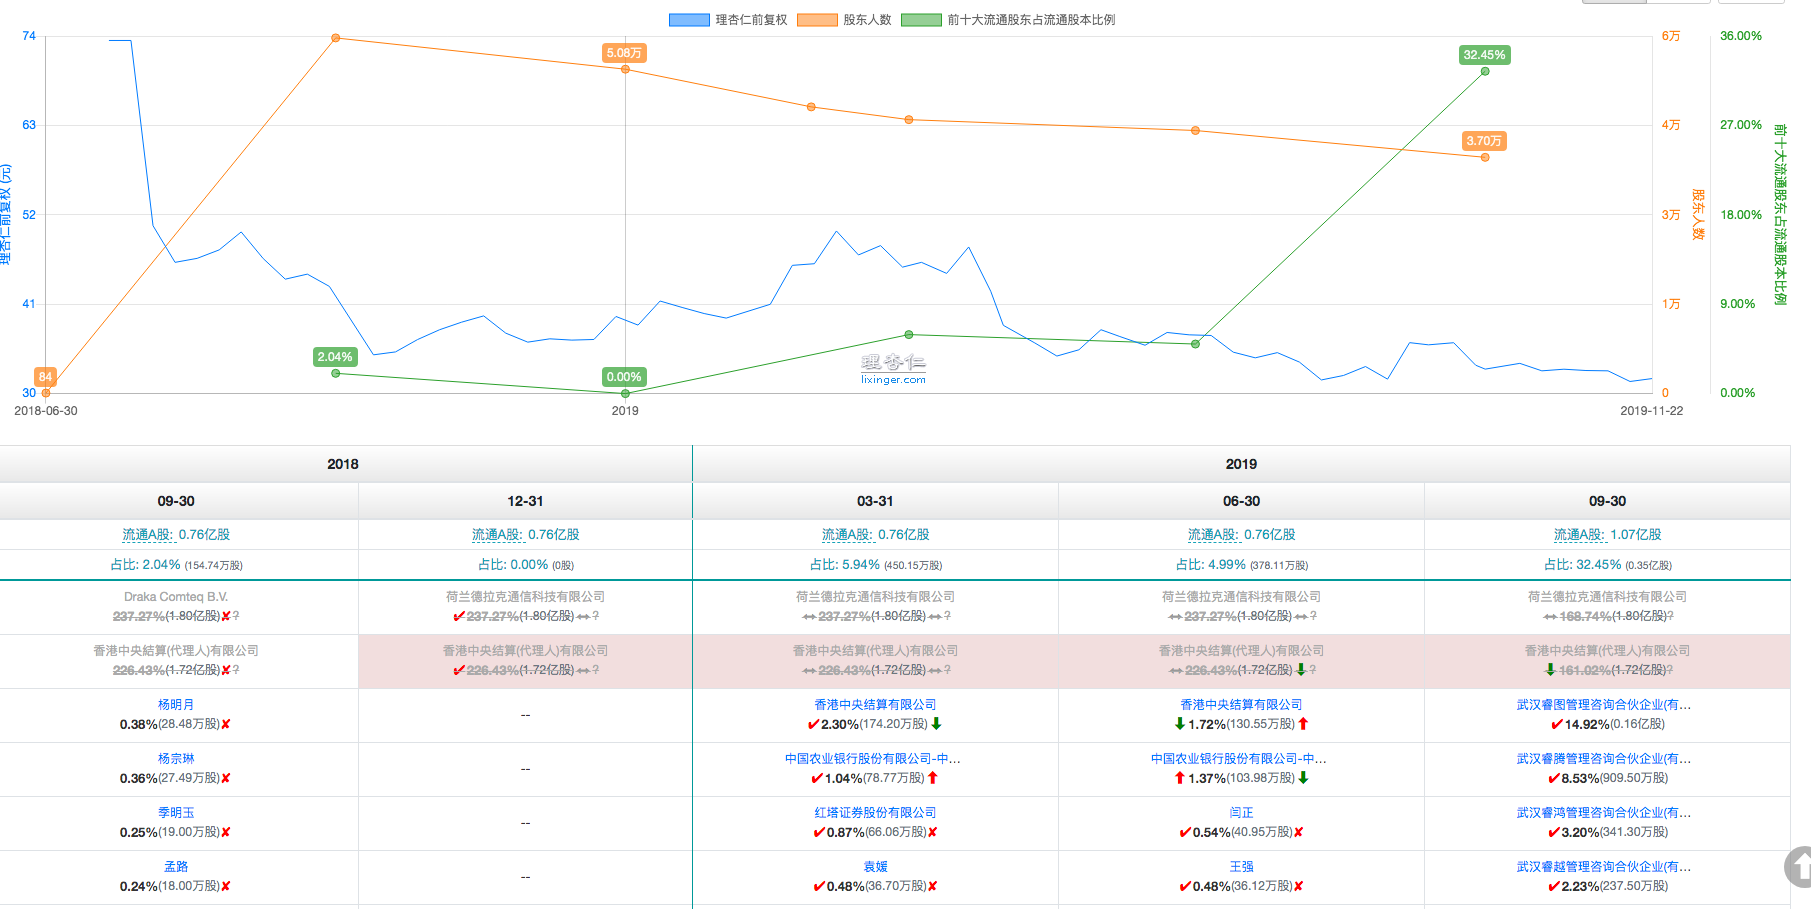 理杏仁前复权 股东人数 前十大流通股东占流通股本比例
74 6万 36.00%
63 4万 27.00%
52 3万 18.00%
41 1万 9.00%
30 0 0.00%
理杏仁前复权 (元)
股东人数
前十大流通股东占流通股本比例
5.08万
32.45%
3.70万
2.04%
84
0.00%
理杏仁
lixinger.com
2018-06-30 2019 2019-11-22
2018 2019
09-30 12-31 03-31 06-30 09-30
流通A股: 0.76亿股 流通A股: 0.76亿股 流通A股: 0.76亿股 流通A股: 0.76亿股 流通A股: 1.07亿股
占比: 2.04% (154.74万股) 占比: 0.00% (0股) 占比: 5.94% (450.15万股) 占比: 4.99% (378.11万股) 占比: 32.45% (0.35亿股)
Draka Comteq B.V. 荷兰德拉克通信科技有限公司 荷兰德拉克通信科技有限公司 荷兰德拉克通信科技有限公司 荷兰德拉克通信科技有限公司
237.27%(1.80亿股)✘? ✔237.27%(1.80亿股)⇔? ⇔237.27%(1.80亿股)⇔? ⇔237.27%(1.80亿股)⇔? ⇔168.74%(1.80亿股)?
香港中央结算(代理人)有限公司 香港中央结算(代理人)有限公司 香港中央结算(代理人)有限公司 香港中央结算(代理人)有限公司 香港中央结算(代理人)有限公司
226.43%(1.72亿股)✘? ✔226.43%(1.72亿股)⇔? ⇔226.43%(1.72亿股)⇔? ⇔226.43%(1.72亿股)⬇? ⬇161.02%(1.72亿股)?
杨明月 -- 香港中央结算有限公司 香港中央结算有限公司 武汉睿图管理咨询合伙企业(有...
0.38%(28.48万股)✘ ✔2.30%(174.20万股)⬇ ⬇1.72%(130.55万股)⬆ ✔14.92%(0.16亿股)
杨宗琳 -- 中国农业银行股份有限公司-中... 中国农业银行股份有限公司-中... 武汉睿腾管理咨询合伙企业(有...
0.36%(27.49万股)✘ ✔1.04%(78.77万股)⬆ ⬆1.37%(103.98万股)⬇ ✔8.53%(909.50万股)
季明玉 -- 红塔证券股份有限公司 闫正 武汉睿鸿管理咨询合伙企业(有...
0.25%(19.00万股)✘ ✔0.87%(66.06万股)✘ ✔0.54%(40.95万股)✘ ✔3.20%(341.30万股)
孟路 -- 袁媛 王强 武汉睿越管理咨询合伙企业(有...
0.24%(18.00万股)✘ ✔0.48%(36.70万股)✘ ✔0.48%(36.12万股)✘ ✔2.23%(237.50万股)